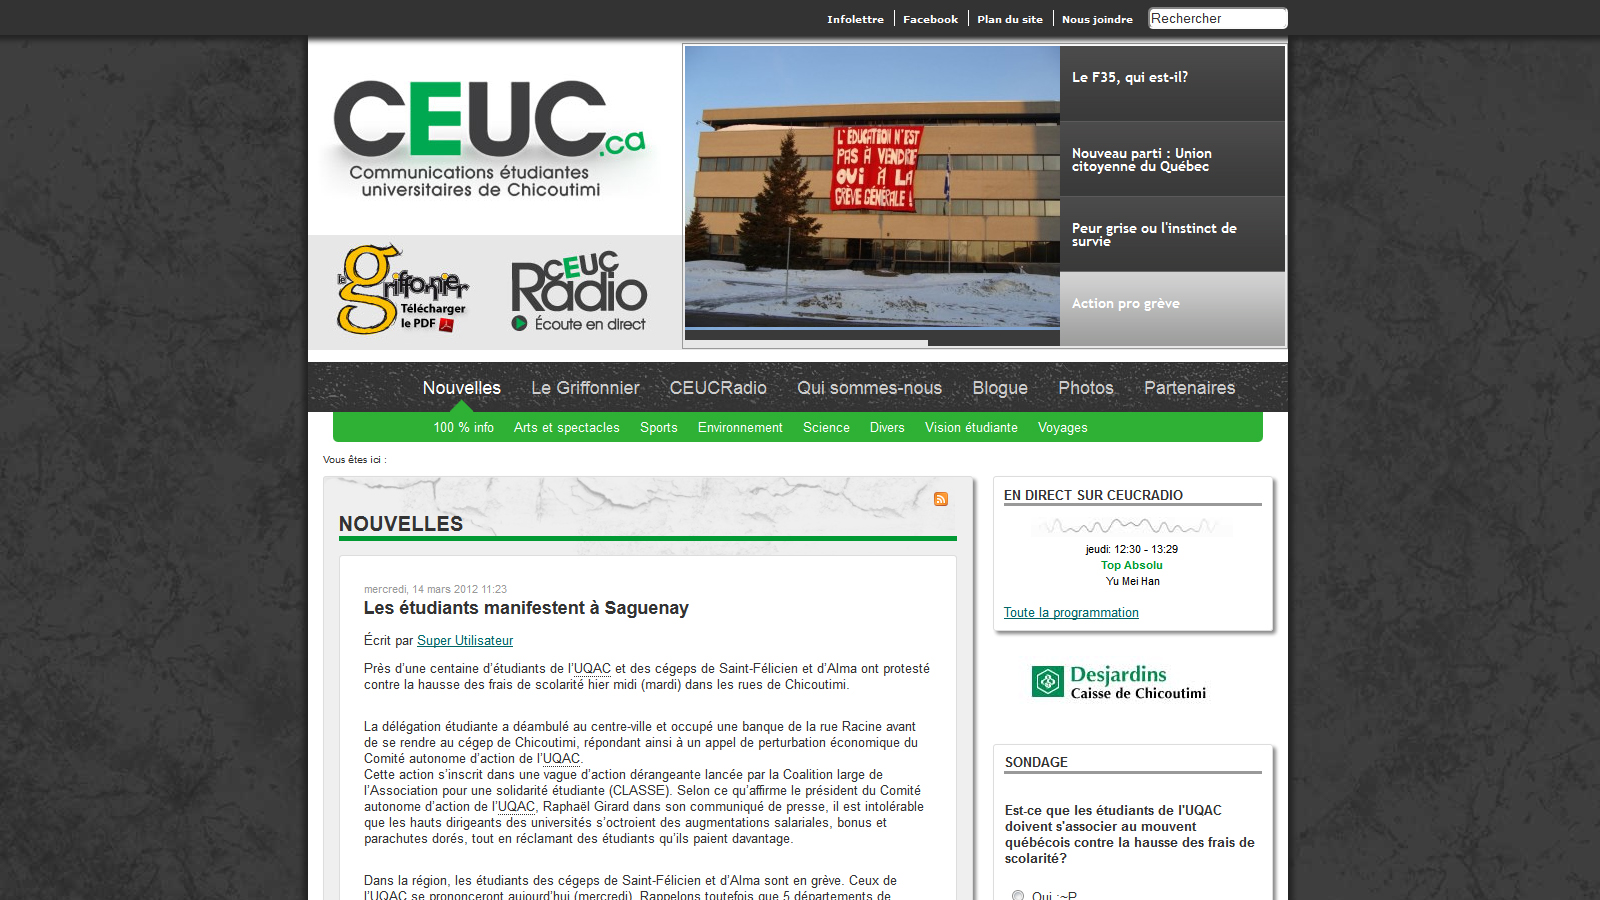 Infolettre
Facebook
Plan du site
Nous joindre
Rechercher
CEUC.ca
Communications étudiantes
universitaires de Chicoutimi
L'ÉDUCATION N'EST
PAS À VENDRE
OUI À LA
GRÈVE GÉNÉRALE !
Le F35, qui est-il?
Nouveau parti : Union
citoyenne du Québec
Peur grise ou l'instinct de
survie
Action pro grève
le griffonnier
Télécharger
le PDF
CEUC
Radio
Écoute en direct
Nouvelles
Le Griffonnier
CEUCRadio
Qui sommes-nous
Blogue
Photos
Partenaires
100 % info
Arts et spectacles
Sports
Environnement
Science
Divers
Vision étudiante
Voyages
Vous êtes ici :
NOUVELLES
mercredi, 14 mars 2012 11:23
Les étudiants manifestent à Saguenay
Écrit par Super Utilisateur
Près d’une centaine d’étudiants de l’UQAC et des cégeps de Saint-Félicien et d’Alma ont protesté
contre la hausse des frais de scolarité hier midi (mardi) dans les rues de Chicoutimi.
La délégation étudiante a déambulé au centre-ville et occupé une banque de la rue Racine avant
de se rendre au cégep de Chicoutimi, répondant ainsi à un appel de perturbation économique du
Comité autonome d’action de l’UQAC.
Cette action s’inscrit dans une vague d’action dérangeante lancée par la Coalition large de
l’Association pour une solidarité étudiante (CLASSE). Selon ce qu’affirme le président du Comité
autonome d’action de l’UQAC, Raphaël Girard dans son communiqué de presse, il est intolérable
que les hauts dirigeants des universités s’octroient des augmentations salariales, bonus et
parachutes dorés, tout en réclamant des étudiants qu’ils paient davantage.
Dans la région, les étudiants des cégeps de Saint-Félicien et d’Alma sont en grève. Ceux de
l’UQAC se prononceront aujourd’hui (mercredi). Rappelons toutefois que 5 départements de
EN DIRECT SUR CEUCRADIO
jeudi: 12:30 - 13:29
Top Absolu
Yu Mei Han
Toute la programmation
Desjardins
Caisse de Chicoutimi
SONDAGE
Est-ce que les étudiants de l'UQAC
doivent s'associer au mouvent
québécois contre la hausse des frais de
scolarité?
Oui :~P